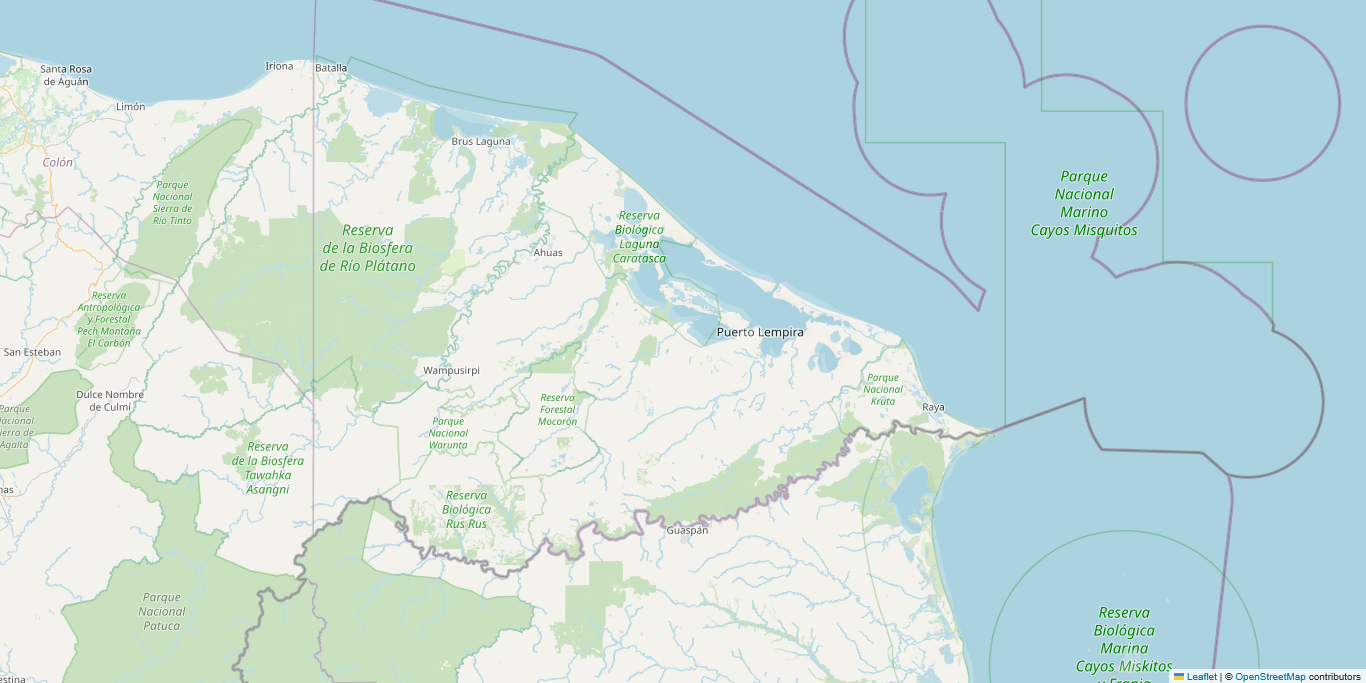 Santa Rosa
de Aguán
Iriona
Batalla
Limón
Brus Laguna
Colón
Parque
Nacional
Sierra de
Río Tinto
Parque
Nacional
Marino
Cayos Misquitos
Reserva
de la Biosfera
de Río Plátano
Reserva
Biológica
Laguna
Caratasca
Ahuas
Reserva
Antropológica
y Forestal
Pech Montaña
El Carbón
Puerto Lempira
San Esteban
Wampusirpi
Dulce Nombre
de Culmí
Parque
Nacional
Kruta
Raya
Parque
Nacional
Sierra de
Agalta
Reserva
Forestal
Mocorón
Parque
Nacional
Warunta
Reserva
de la Biosfera
Tawahka
Asangni
nas
Reserva
Biológica
Rus Rus
Guaspán
Parque
Nacional
Patuca
Reserva
Biológica
Marina
Cayos Miskitos
y Franja
estina
Leaflet | © OpenStreetMap contributors